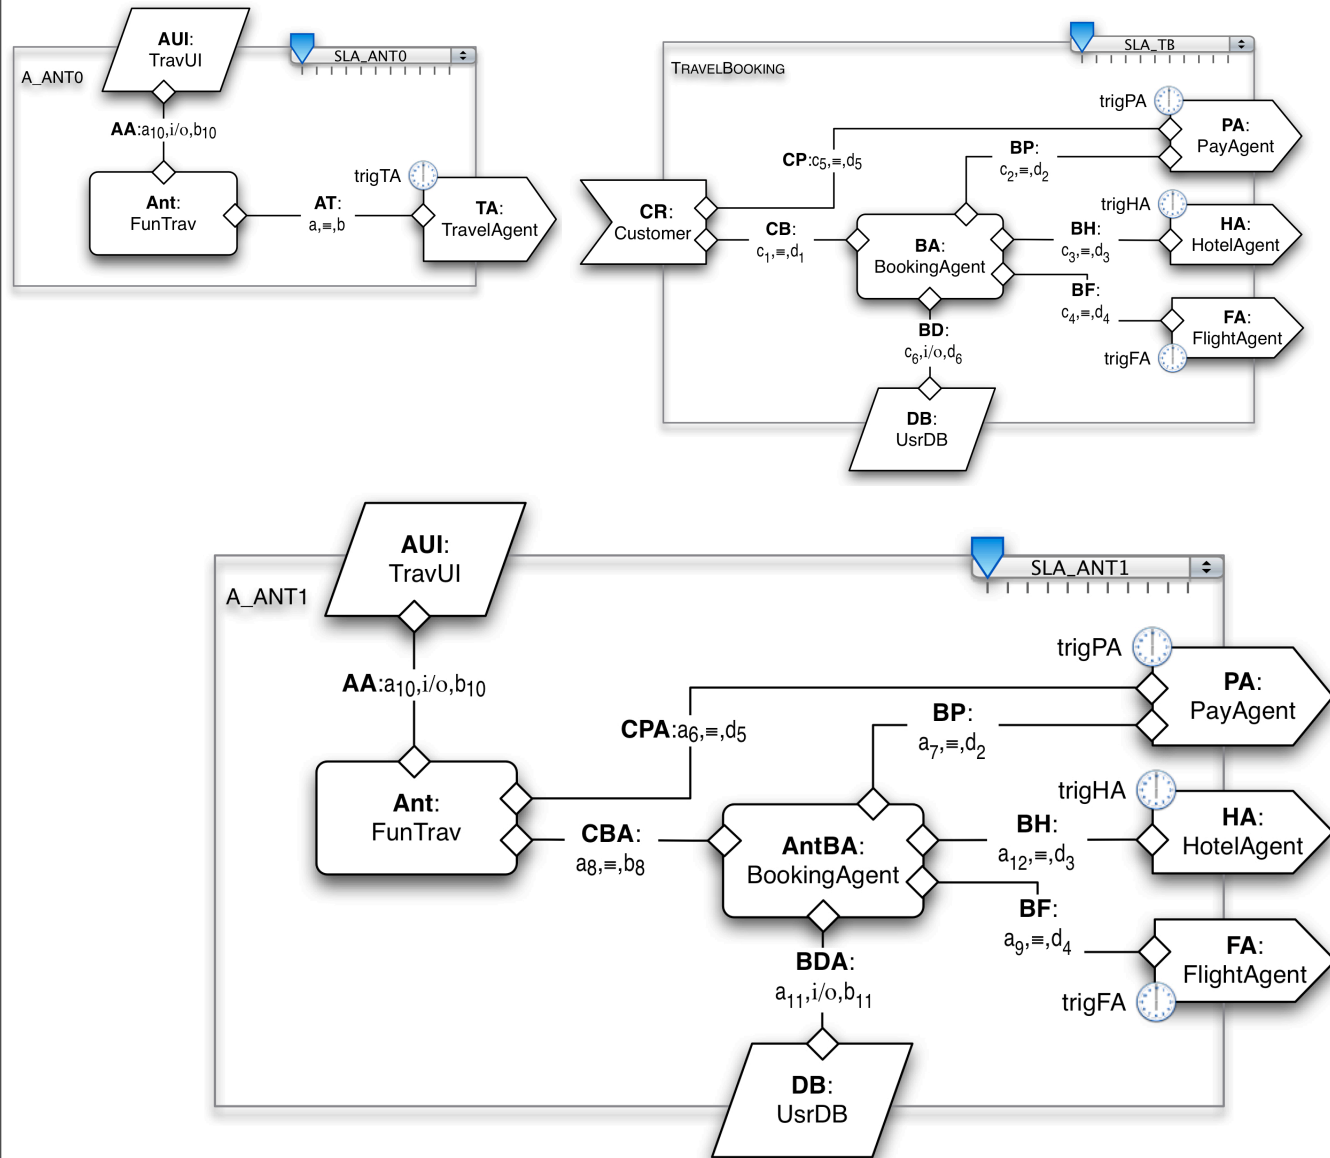 AUI:
TravUI
SLA_ANT0
A_ANT0
AA:a10,i/o,b10
trigTA
Ant:
FunTrav
AT:
a,≡,b
TA:
TravelAgent
SLA_TB
TRAVELBOOKING
trigPA
PA:
PayAgent
CP:c5,≡,d5
BP:
c2,≡,d2
trigHA
CR:
Customer
CB:
c1,≡,d1
BA:
BookingAgent
BH:
c3,≡,d3
HA:
HotelAgent
BF:
c4,≡,d4
FA:
FlightAgent
trigFA
BD:
c6,i/o,d6
DB:
UsrDB
AUI:
TravUI
SLA_ANT1
A_ANT1
trigPA
AA:a10,i/o,b10
PA:
PayAgent
CPA:a6,≡,d5
BP:
a7,≡,d2
trigHA
Ant:
FunTrav
CBA:
a8,≡,b8
AntBA:
BookingAgent
BH:
a12,≡,d3
HA:
HotelAgent
BF:
a9,≡,d4
FA:
FlightAgent
trigFA
BDA:
a11,i/o,b11
DB:
UsrDB